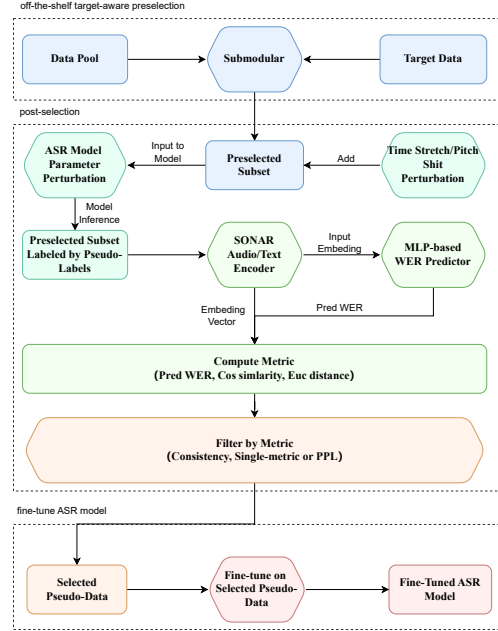 off-the-shelf target-aware preselection
Data Pool
Submodular
Target Data
post-selection
ASR Model
Parameter
Perturbation
Input to
Model
Preselected
Subset
Add
Time Stretch/Pitch
Shit
Perturbation
Model
Inference
Preselected Subset
Labeled by Pseudo-
Labels
SONAR
Audio/Text
Encoder
Input
Embeding
MLP-based
WER Predictor
Embeding
Vector
Pred WER
Compute Metric
(Pred WER, Cos simlarity, Euc distance)
Filter by Metric
(Consistency, Single-metric or PPL)
fine-tune ASR model
Selected
Pseudo-Data
Fine-tune on
Selected Pseudo-
Data
Fine-Tuned ASR
Model